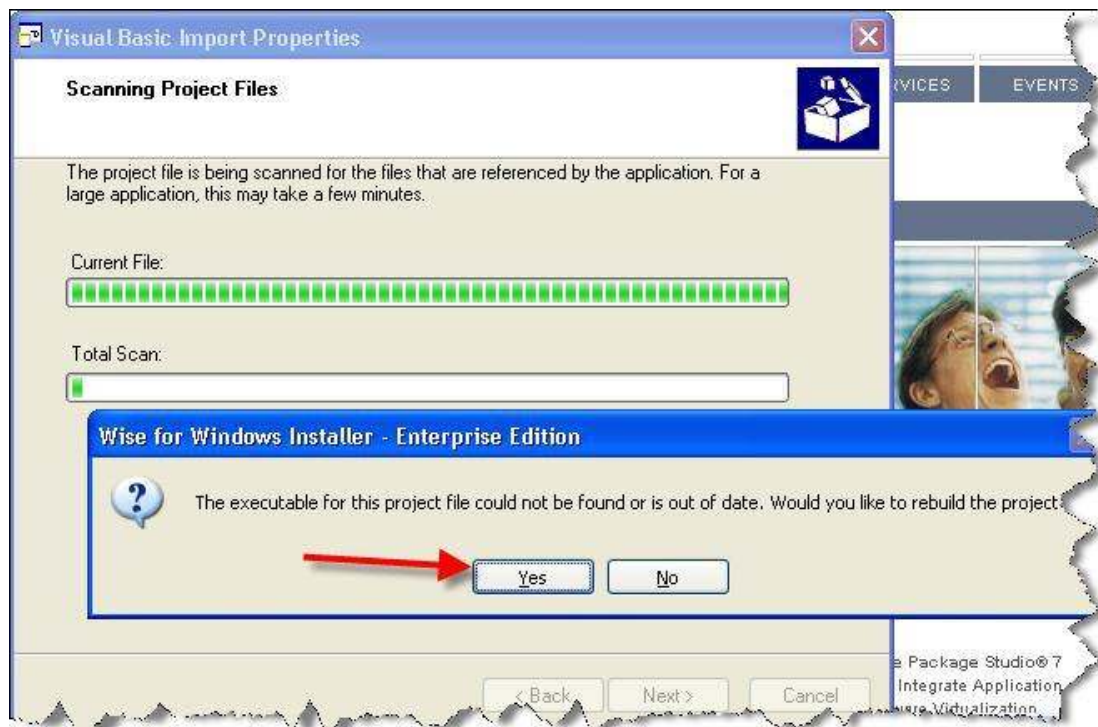 Visual Basic Import Properties
Scanning Project Files
RVICES EVENTS
The project file is being scanned for the files that are referenced by the application. For a
large application, this may take a few minutes.
Current File:
Total Scan:
Wise for Windows Installer - Enterprise Edition
The executable for this project file could not be found or is out of date. Would you like to rebuild the project
Yes No
e Package Studio® 7
Integrate Application
ware Virtualization
< Back Next > Cancel